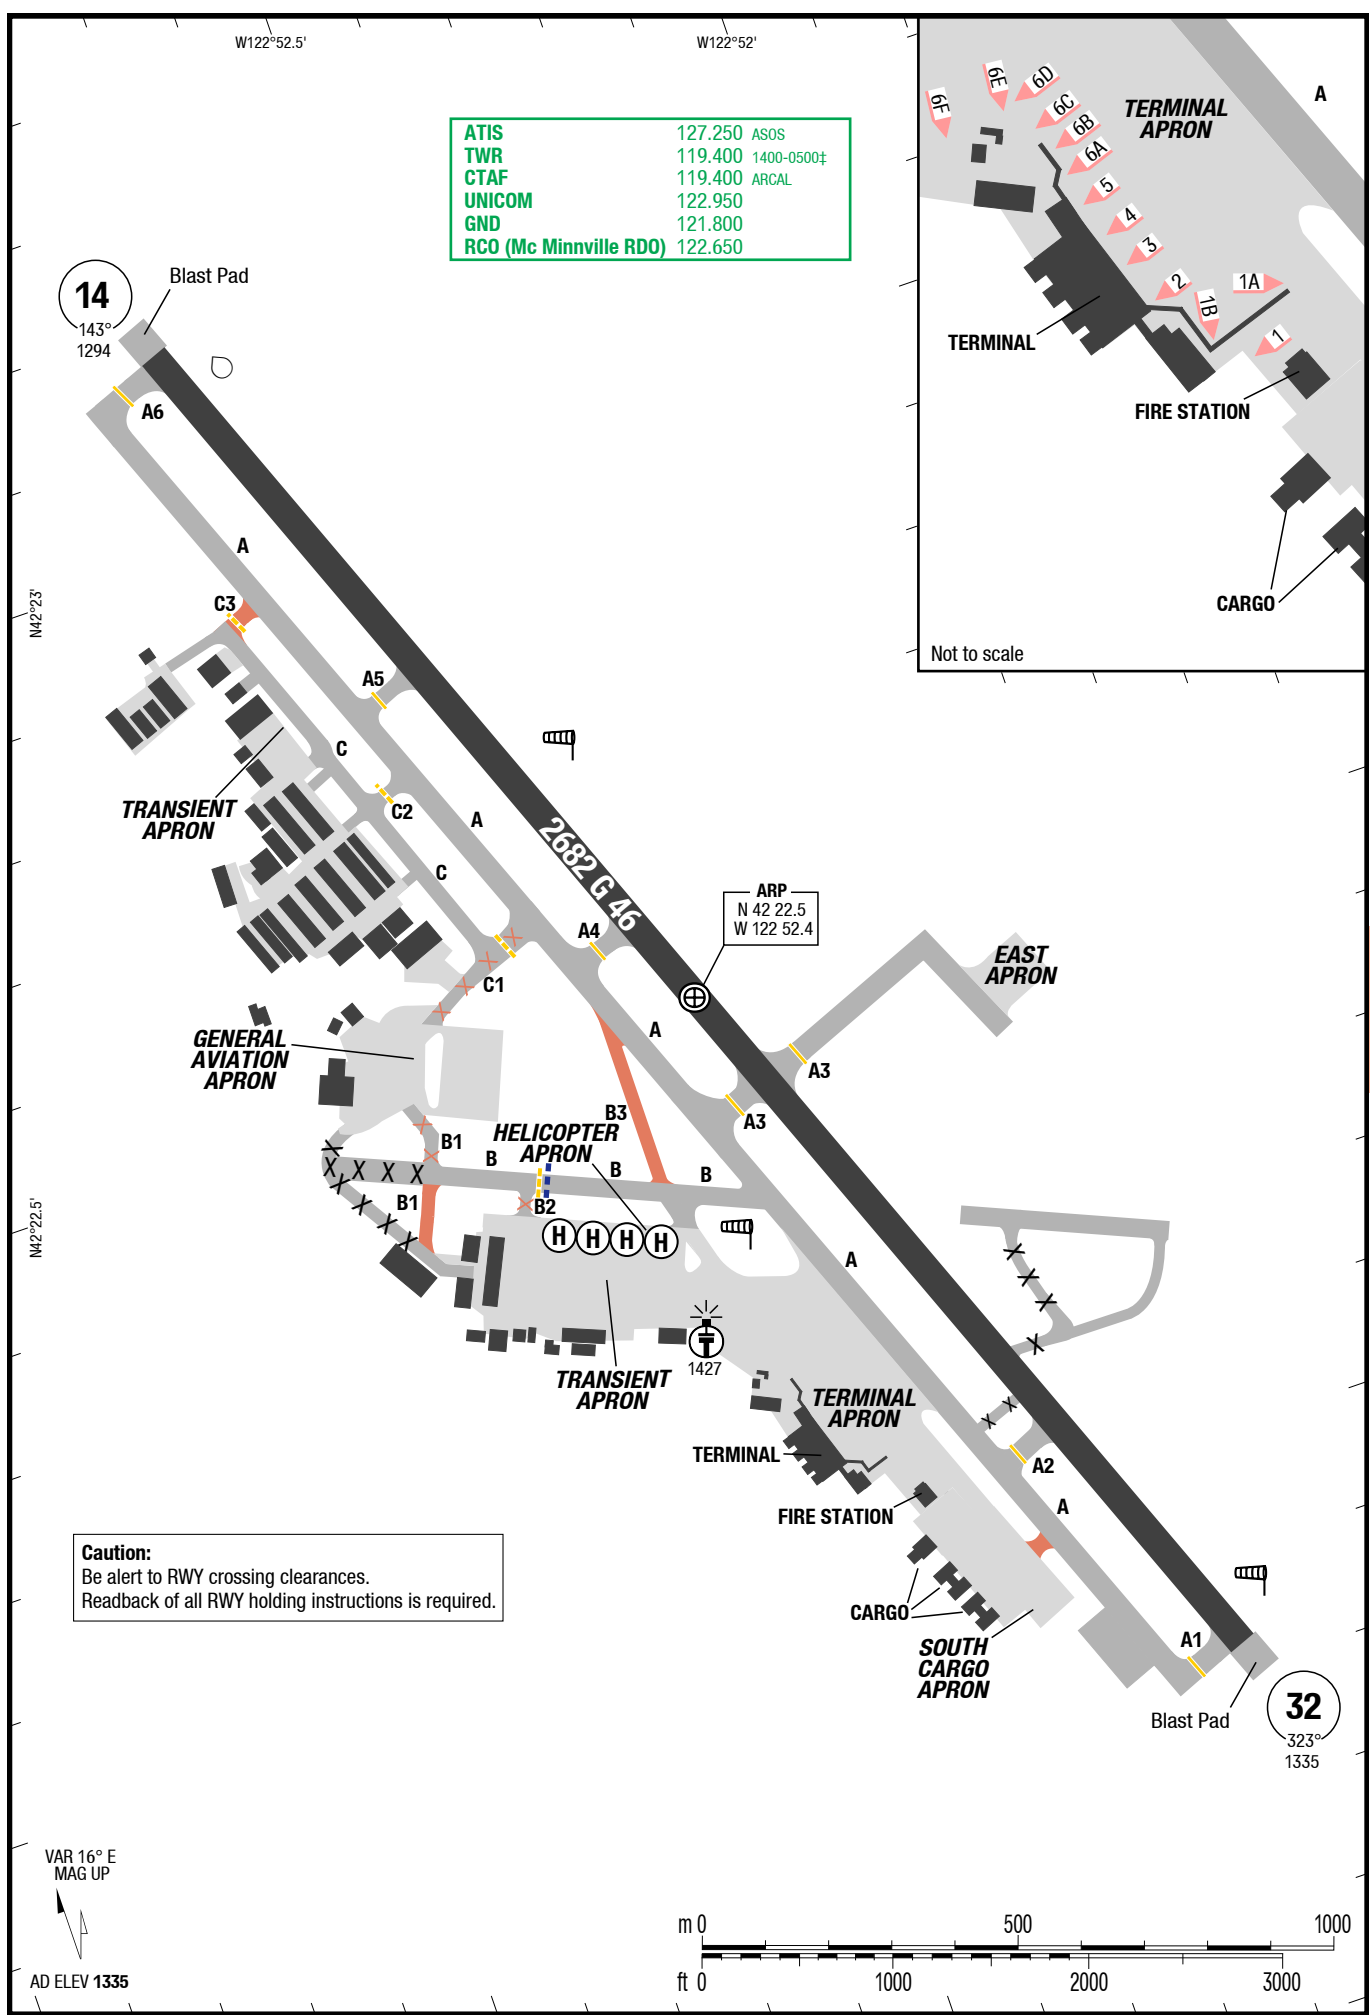 W122°52.5'
W122°52'
ATIS 127.250 ASOS
TWR 119.400 1400-0500‡
CTAF 119.400 ARCAL
UNICOM 122.950
GND 121.800
RCO (Mc Minnville RDO) 122.650
6F
6E
6D
6C
6B
6A
5
4
3
2
1B
1A
1
A
TERMINAL
APRON
TERMINAL
FIRE STATION
CARGO
Not to scale
14
143°
1294
Blast Pad
A6
A
N42°23'
C3
A5
C
TRANSIENT
APRON
C2
A
C
2682 G 46
ARP
N 42 22.5
W 122 52.4
A4
EAST
APRON
C1
A
GENERAL
AVIATION
APRON
A3
A3
B3
HELICOPTER
APRON
B1
B
B
B
B1
B2
N42°22.5'
H H H H
A
1427
TRANSIENT
APRON
TERMINAL
APRON
TERMINAL
A2
A
FIRE STATION
Caution:
Be alert to RWY crossing clearances.
Readback of all RWY holding instructions is required.
CARGO
SOUTH
CARGO
APRON
A1
Blast Pad
32
323°
1335
VAR 16° E
MAG UP
AD ELEV 1335
m 0 500 1000
ft 0 1000 2000 3000